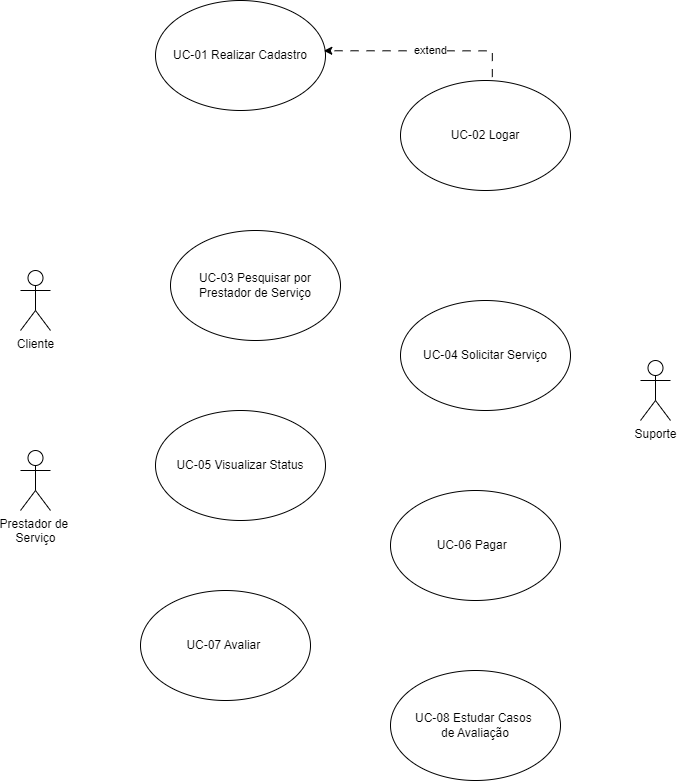 UC-01 Realizar Cadastro
extend
UC-02 Logar
UC-03 Pesquisar por
Prestador de Serviço
Cliente
UC-04 Solicitar Serviço
Suporte
UC-05 Visualizar Status
Prestador de
Serviço
UC-06 Pagar
UC-07 Avaliar
UC-08 Estudar Casos
de Avaliação